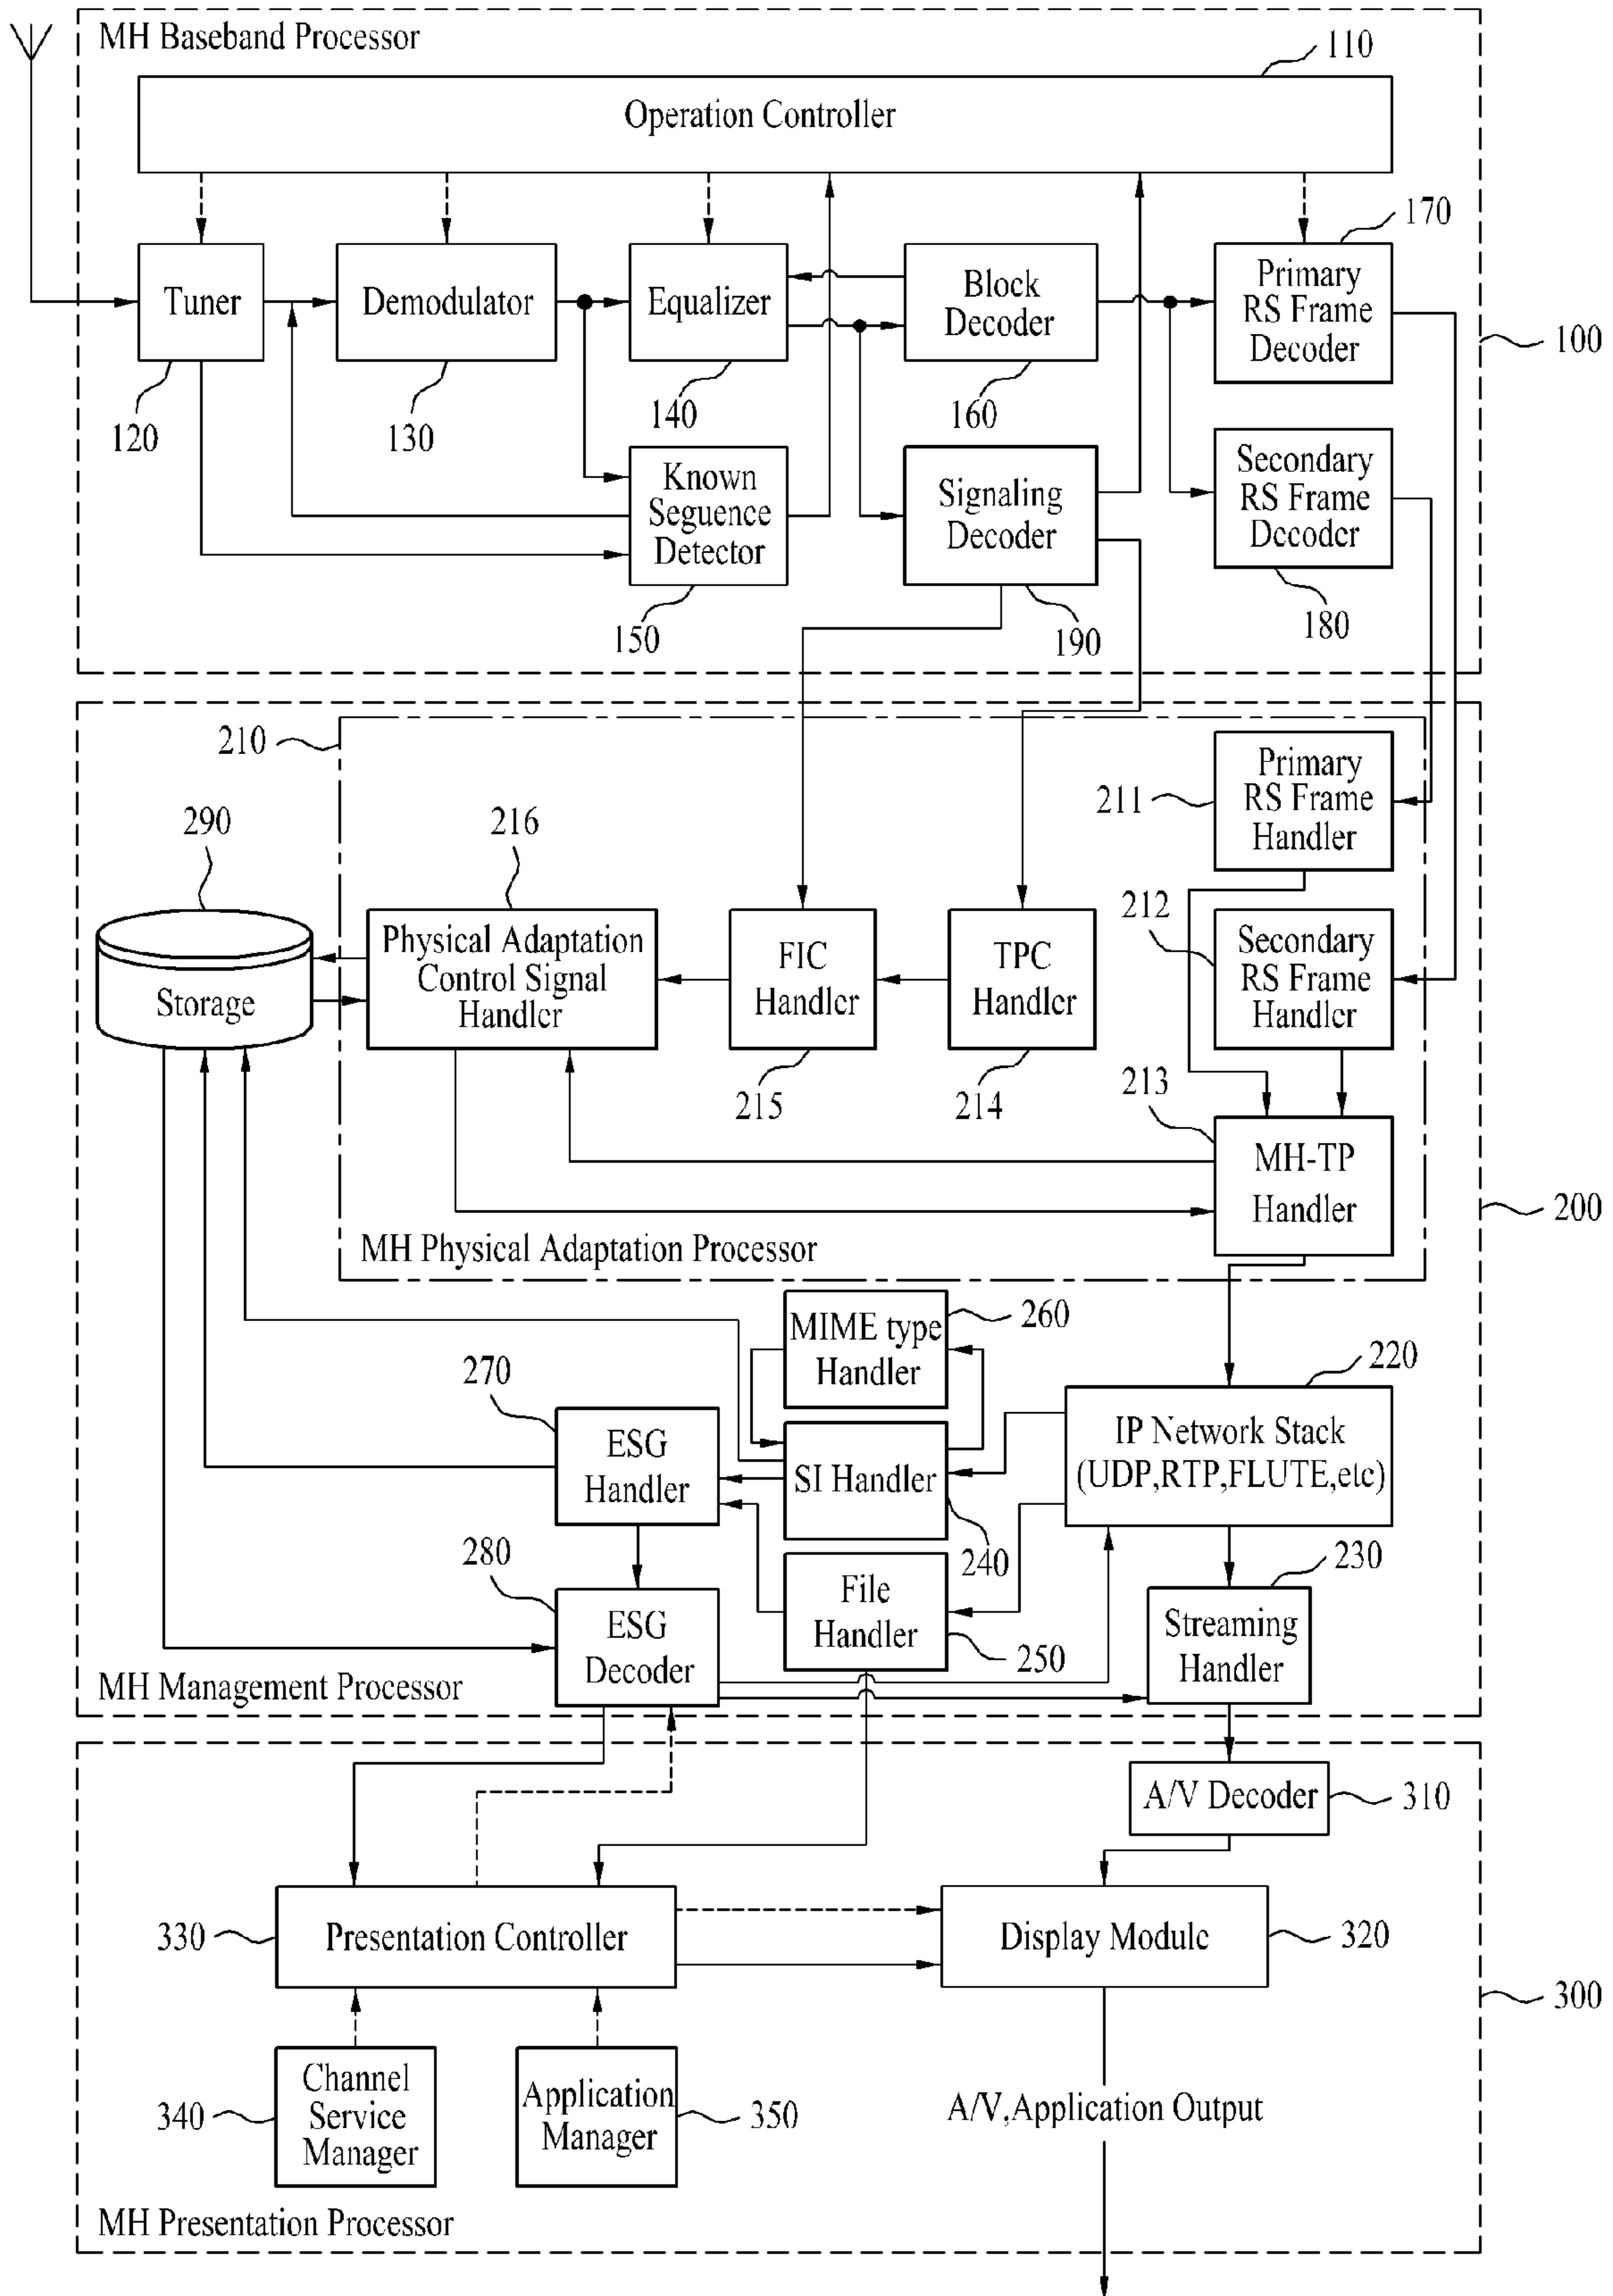 MH Baseband Processor
110
Operation Controller
170
Tuner
Demodulator
Equalizer
Block
Decoder
Primary
RS Frame
Decoder
100
120
130
140
160
Known
Seguence
Detector
Signaling
Decoder
Secondary
RS Frame
Decoder
150
190
180
210
Primary
RS Frame
Handler
211
290
216
212
Storage
Physical Adaptation
Control Signal
Handler
FIC
Handler
TPC
Handler
Secondary
RS Frame
Handler
215
214
213
MH-TP
Handler
200
MH Physical Adaptation Processor
MIME type
Handler
260
270
220
ESG
Handler
SI Handler
IP Network Stack
(UDP,RTP,FLUTE,etc)
280
240
230
ESG
Decoder
File
Handler
250
Streaming
Handler
MH Management Processor
A/V Decoder
310
330
Presentation Controller
Display Module
320
300
340
Channel
Service
Manager
Application
Manager
350
A/V,Application Output
MH Presentation Processor